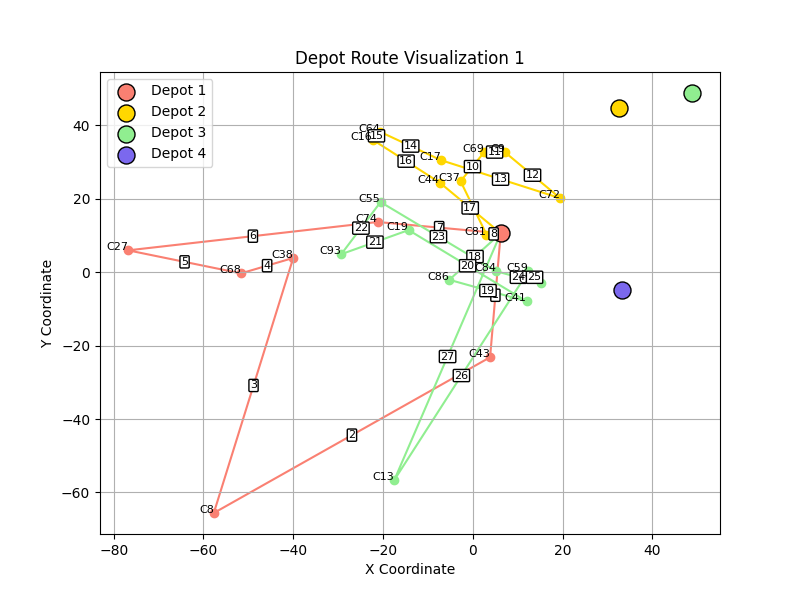 Depot Route Visualization 1
Depot 1
Depot 2
Depot 3
Depot 4
Y Coordinate
40
20
0
−20
−40
−60
C64
15
C16
14
16
C17
C69
C9
11
10
12
13
C44
C37
C72
C55
17
C74
C19
7
C81
8
22
23
21
6
C27
C93
5
C68
4
C38
18
20
C84
C59
24
25
C86
19
1
C41
27
C43
26
3
2
C13
C8
−80
−60
−40
−20
0
20
40
X Coordinate